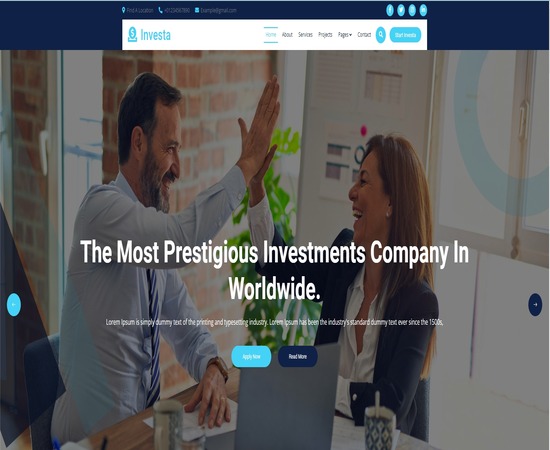 Find A Location +01234567890 Example@gmail.com
Investa
Home About Services Projects Pages Contact Start Investa
The Most Prestigious Investments Company In
Worldwide.
Lorem Ipsum is simply dummy text of the printing and typesetting industry. Lorem Ipsum has been the industry's standard dummy text ever since the 1500s,
Apply Now Read More